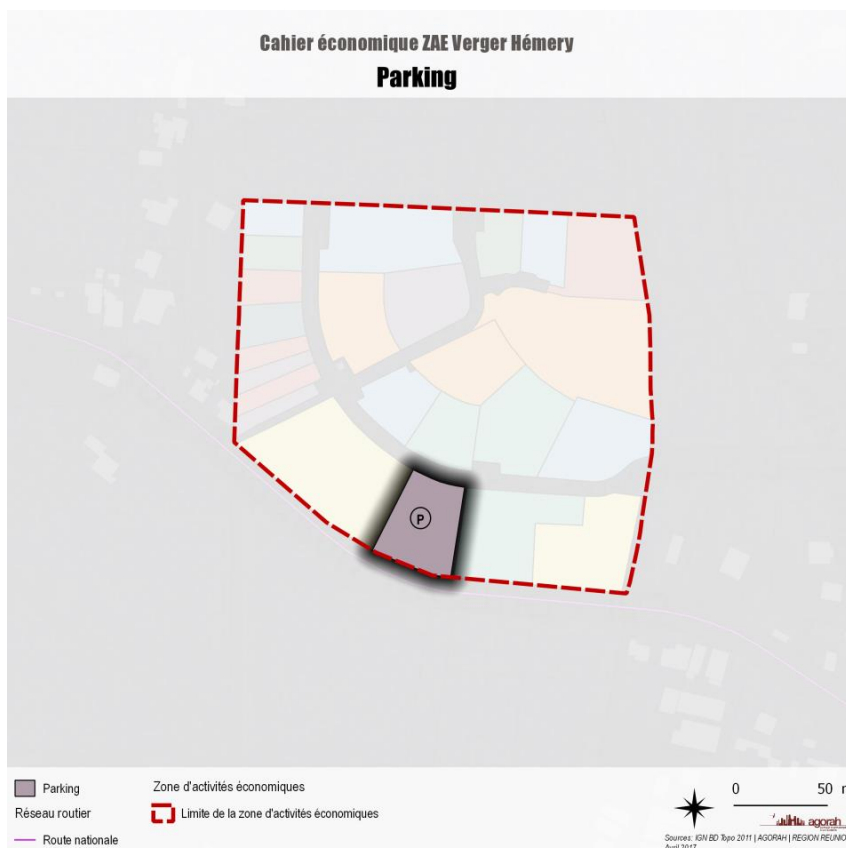 Cahier économique ZAE Verger Hémery
Parking
P
Parking
Réseau routier
Route nationale
Zone d'activités économiques
Limite de la zone d'activités économiques
0 50 m
agorah
Sources: IGN BD Topo 2011 | AGORAH | REGION REUNION
Avril 2017